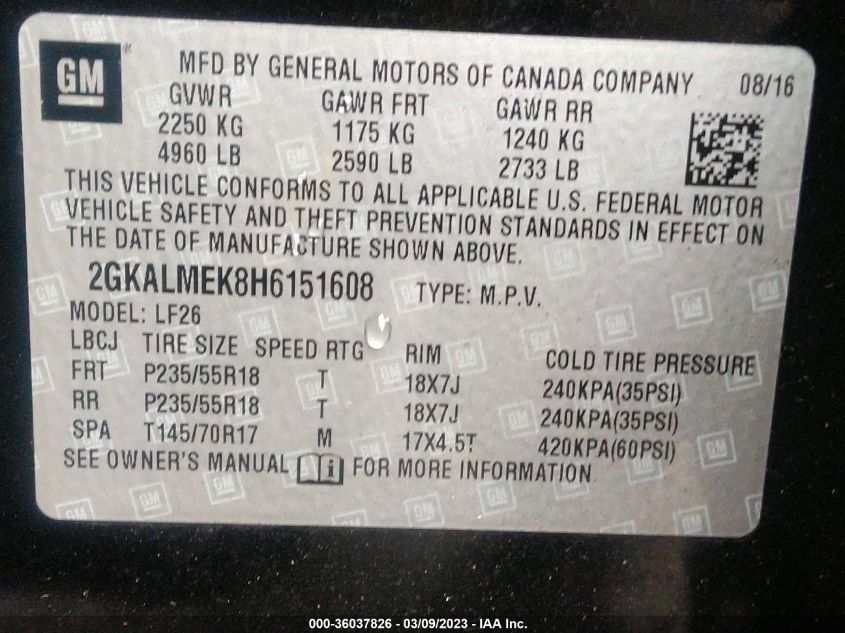 GM
MFD BY GENERAL MOTORS OF CANADA COMPANY 08/16
GVWR GAWR FRT GAWR RR
2250 KG 1175 KG 1240 KG
4960 LB 2590 LB 2733 LB
THIS VEHICLE CONFORMS TO ALL APPLICABLE U.S. FEDERAL MOTOR
VEHICLE SAFETY AND THEFT PREVENTION STANDARDS IN EFFECT ON
THE DATE OF MANUFACTURE SHOWN ABOVE.
2GKALMEK8H6151608 TYPE: M.P.V.
MODEL: LF26
LBCJ TIRE SIZE SPEED RTG RIM COLD TIRE PRESSURE
FRT P235/55R18 T 18X7J 240KPA(35PSI)
RR P235/55R18 T 18X7J 240KPA(35PSI)
SPA T145/70R17 M 17X4.5T 420KPA(60PSI)
SEE OWNER'S MANUAL i FOR MORE INFORMATION
000-36037826 - 03/09/2023 - IAA Inc.